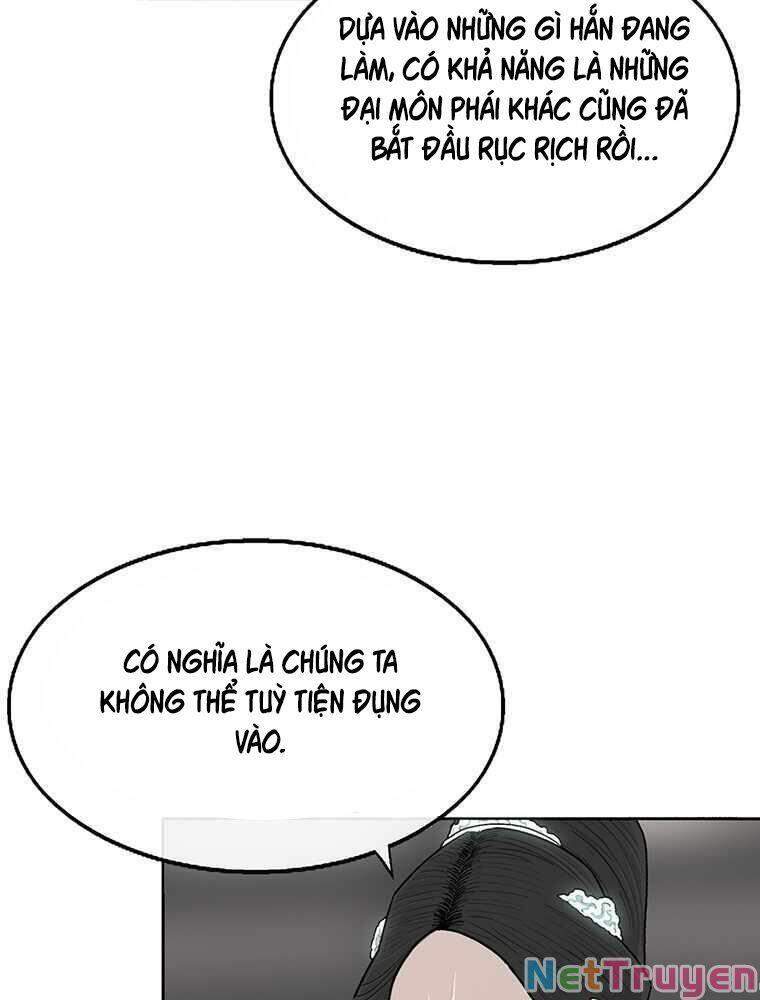 DỰA VÀO NHỮNG GÌ HẮN ĐANG
LÀM, CÓ KHẢ NĂNG LÀ NHỮNG
ĐẠI MÔN PHÁI KHÁC CŨNG ĐÃ
BẮT ĐẦU RỤC RỊCH RỒI...
CÓ NGHĨA LÀ CHÚNG TA
KHÔNG THỂ TUỲ TIỆN ĐỤNG
VÀO.
NetTruyen